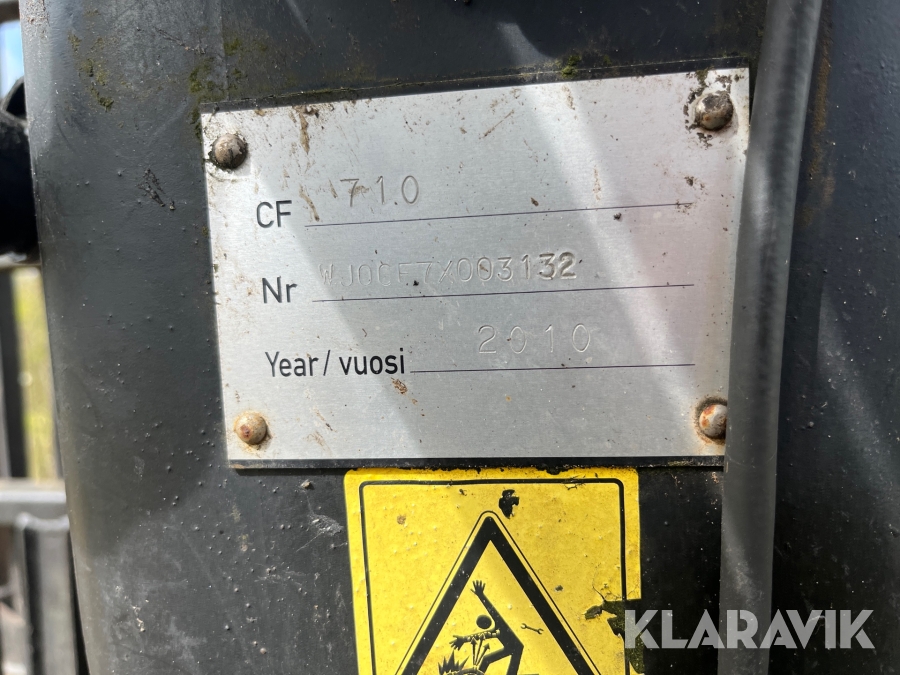 CF 710
Nr WJ0CF7X003132
Year / vuosi 2010
KLARAVIK